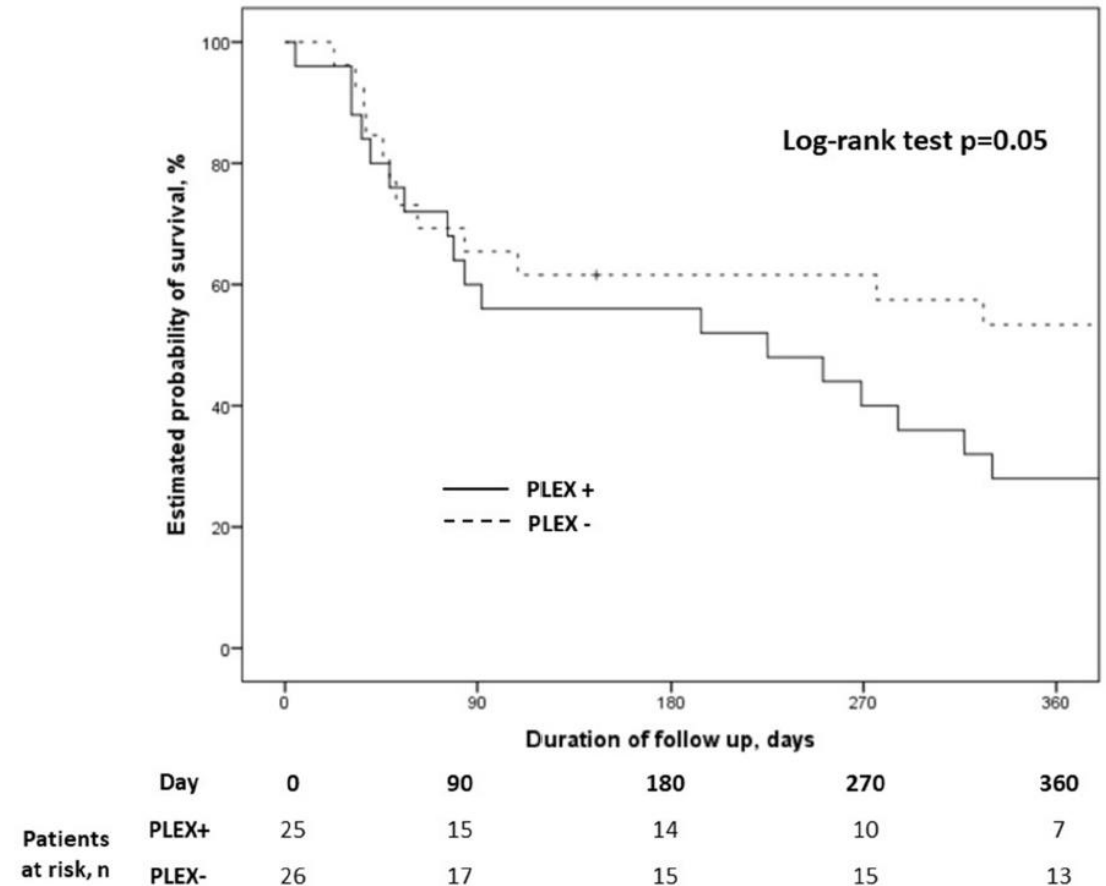 Estimated probability of survival, %
100
80
60
40
20
0
Log-rank test p=0.05
PLEX +
PLEX -
0 90 180 270 360
Duration of follow up, days
Day 0 90 180 270 360
Patients at risk, n
PLEX+ 25 15 14 10 7
PLEX- 26 17 15 15 13